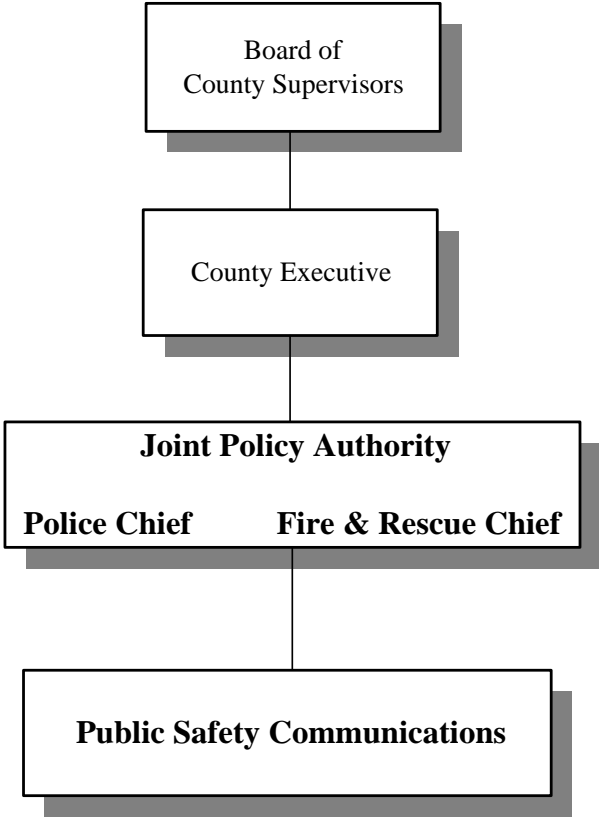 Board of
County Supervisors
County Executive
Joint Policy Authority
Police Chief Fire & Rescue Chief
Public Safety Communications